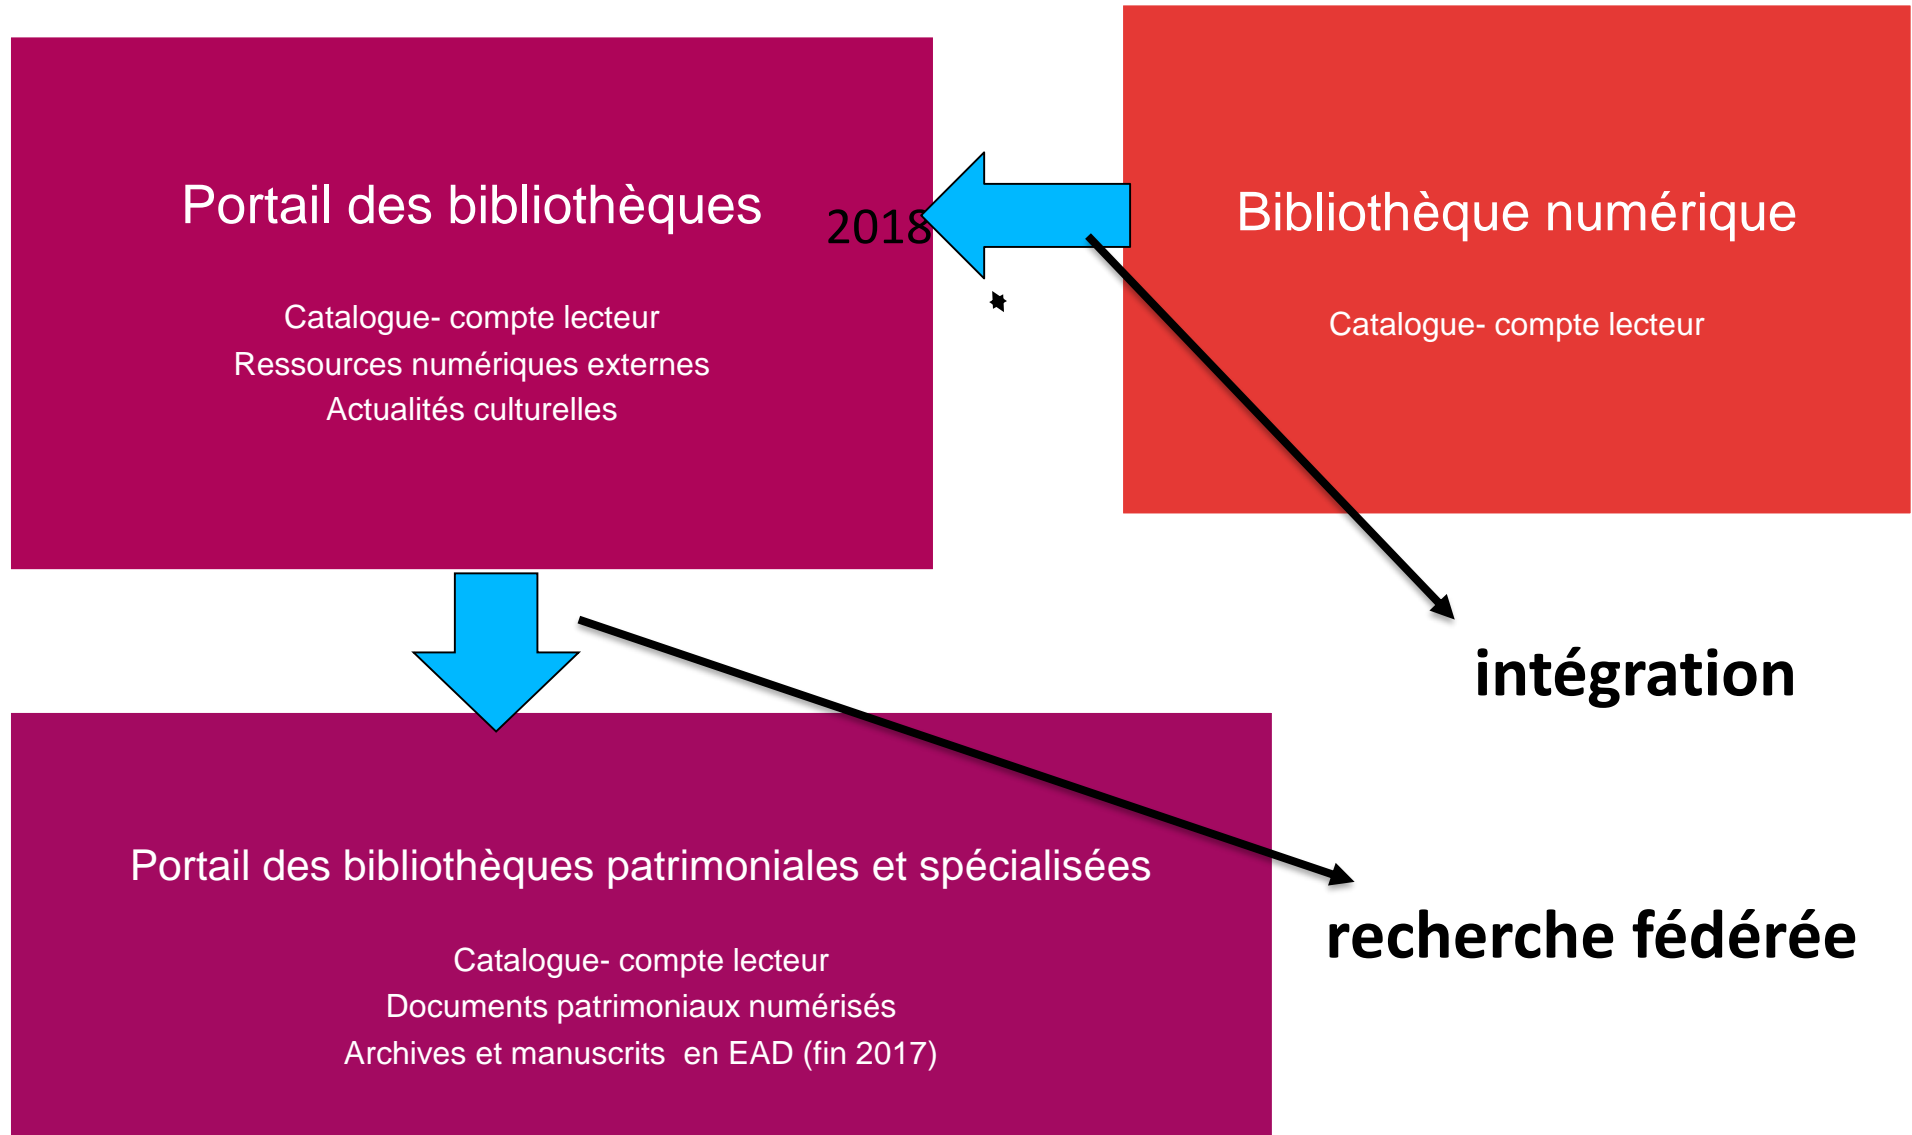 Portail des bibliothèques
Catalogue- compte lecteur
Ressources numériques externes
Actualités culturelles
2018
Bibliothèque numérique
Catalogue- compte lecteur
intégration
Portail des bibliothèques patrimoniales et spécialisées
Catalogue- compte lecteur
Documents patrimoniaux numérisés
Archives et manuscrits  en EAD (fin 2017)
recherche fédérée